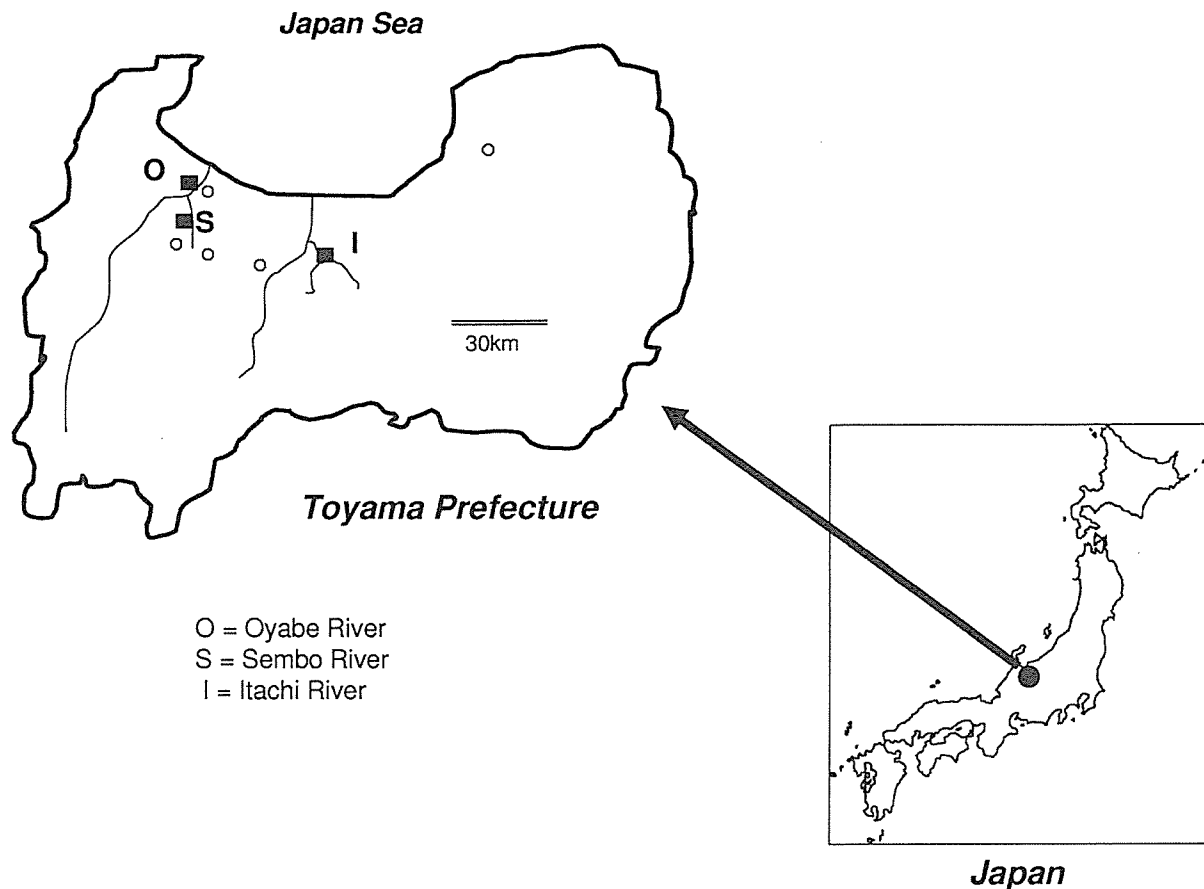 Japan Sea
O
S
I
30km
Toyama Prefecture
O = Oyabe River
S = Sembo River
I = Itachi River
Japan